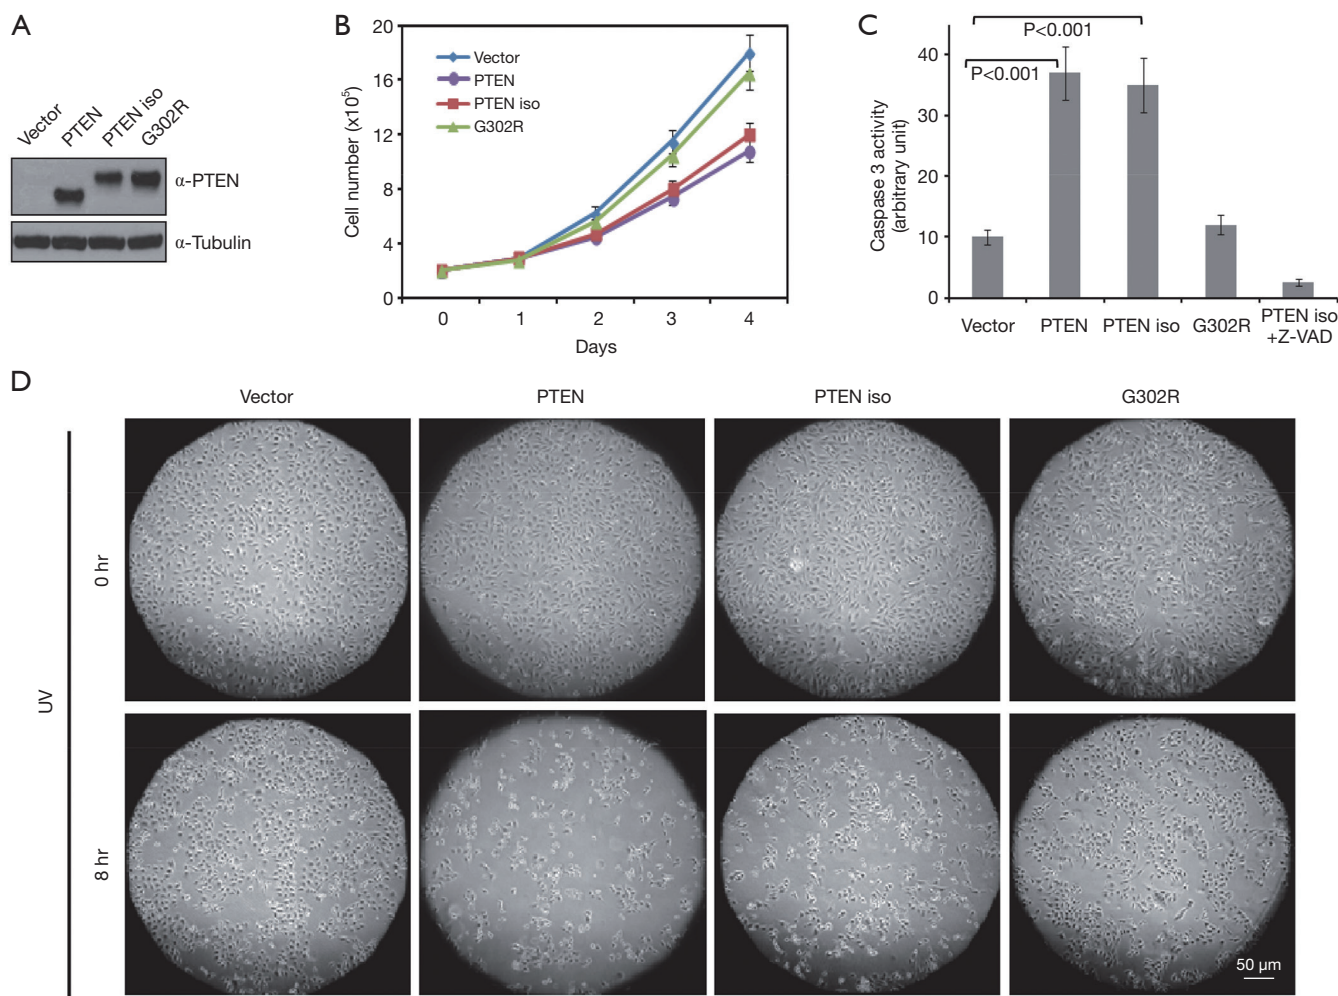 A
Vector
PTEN
PTEN iso
G302R
α-PTEN
α-Tubulin
B
20
16
12
8
4
0
Cell number (x10⁵)
Vector
PTEN
PTEN iso
G302R
0 1 2 3 4
Days
C
P<0.001
P<0.001
40
30
20
10
0
Caspase 3 activity
(arbitrary unit)
Vector PTEN PTEN iso G302R PTEN iso
+Z-VAD
D
Vector PTEN PTEN iso G302R
UV
0 hr
8 hr
50 µm